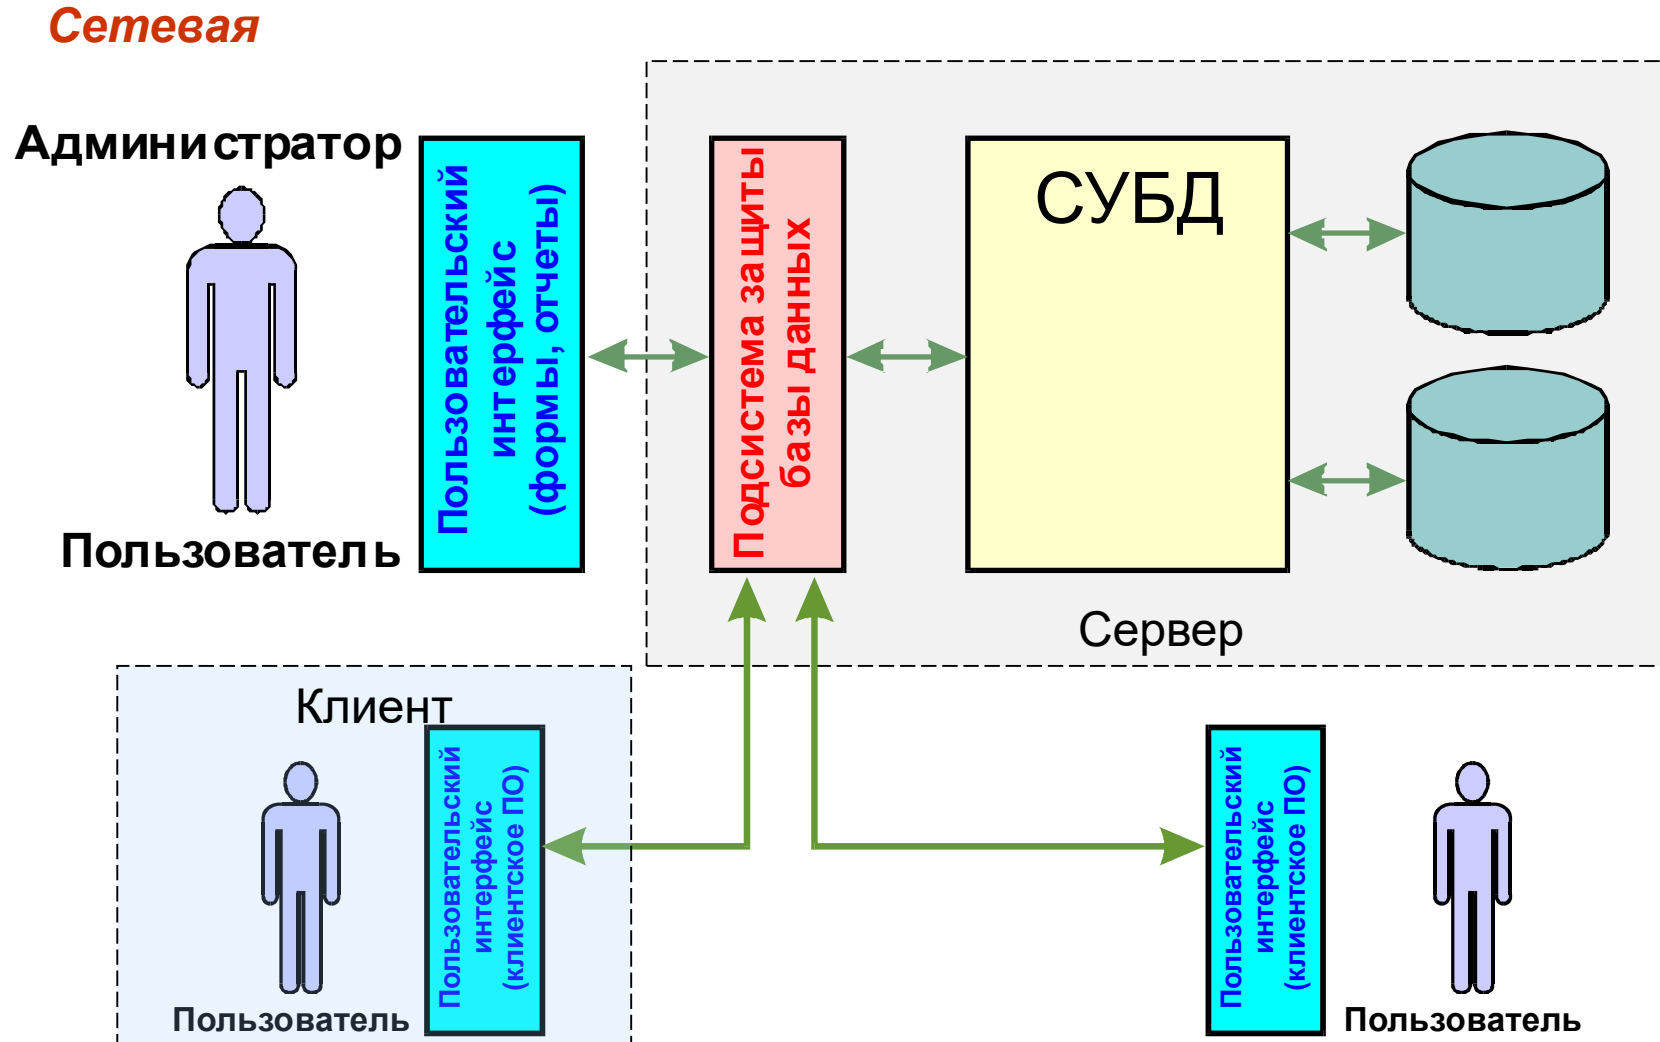 Сетевая
Администратор
Пользователь
Пользовательский
интерфейс
(формы, отчеты)
Подсистема защиты
базы данных
СУБД
Сервер
Клиент
Пользователь
Пользовательский
интерфейс
(клиентское ПО)
Пользовательский
интерфейс
(клиентское ПО)
Пользователь